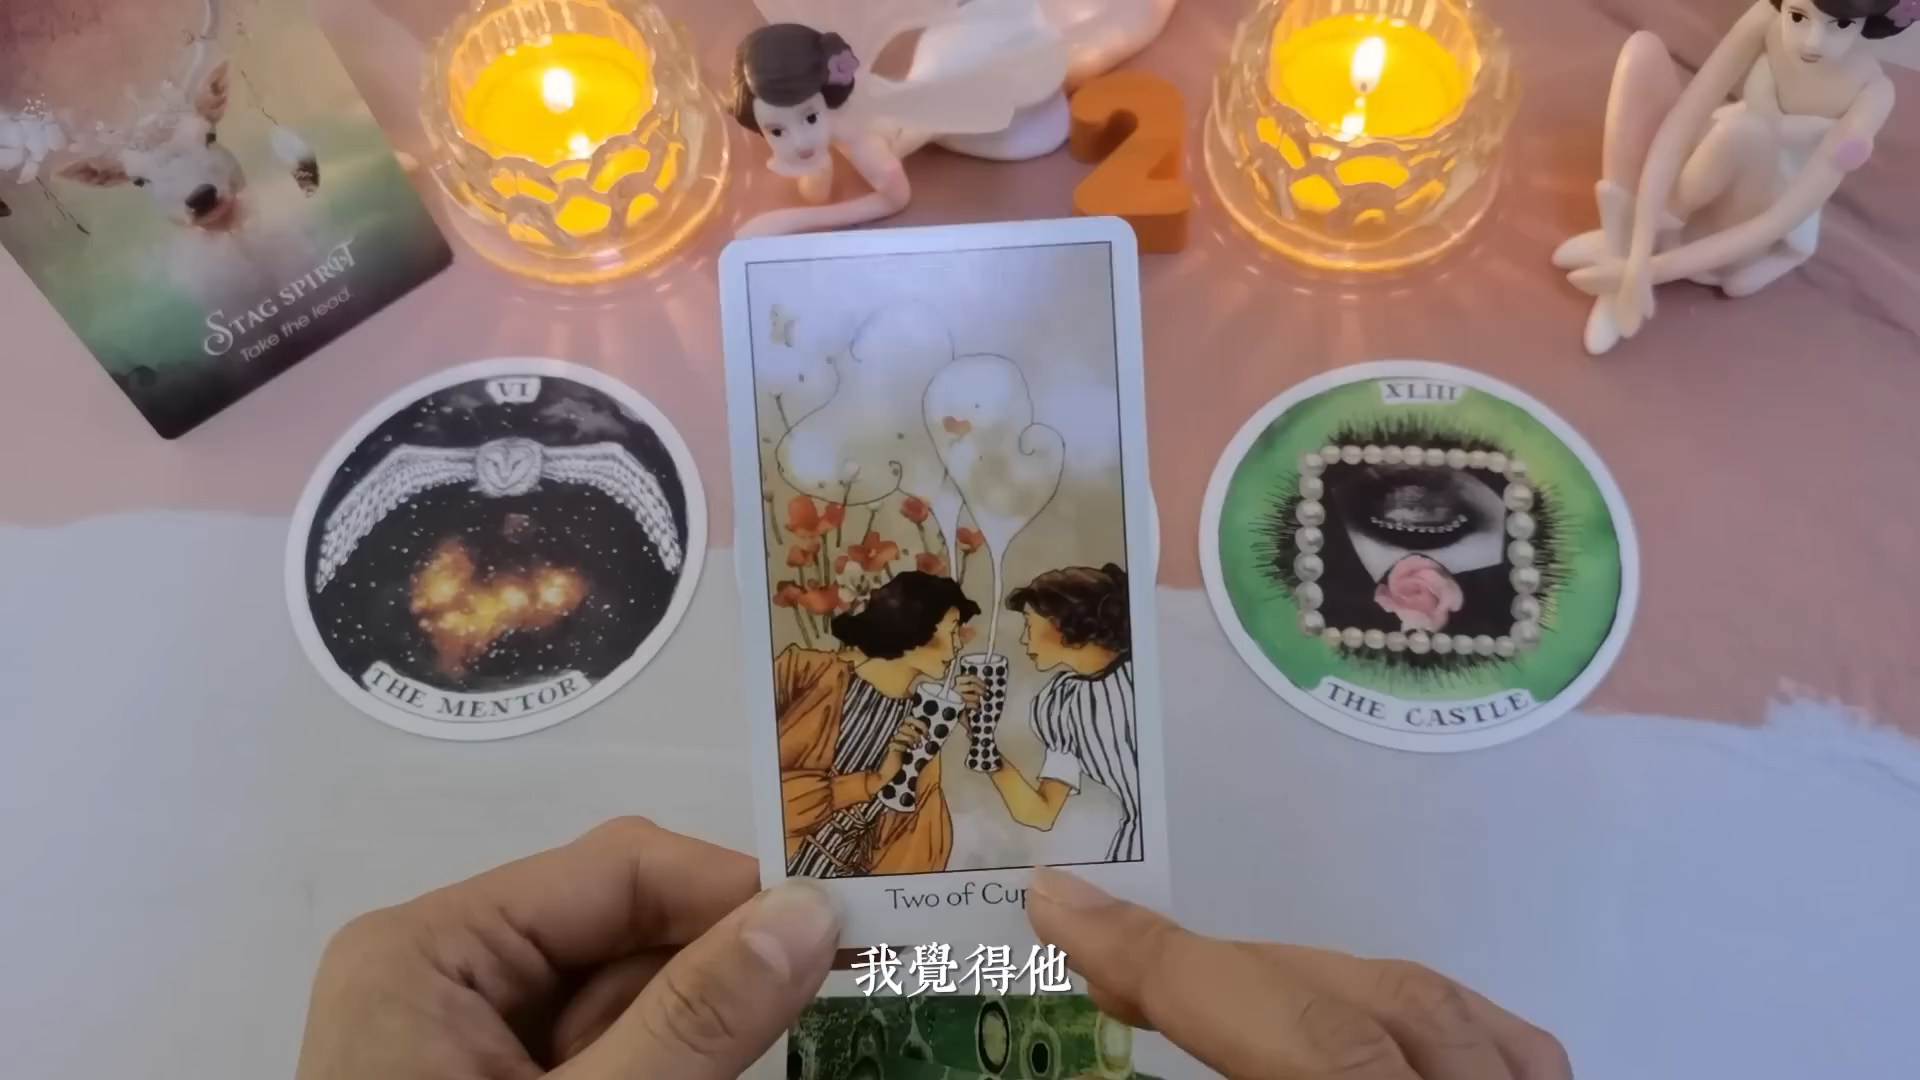 STAG SPIRIT
Take the lead.
2
VI
THE MENTOR
XLIII
THE CASTLE
Two of Cup
我覺得他